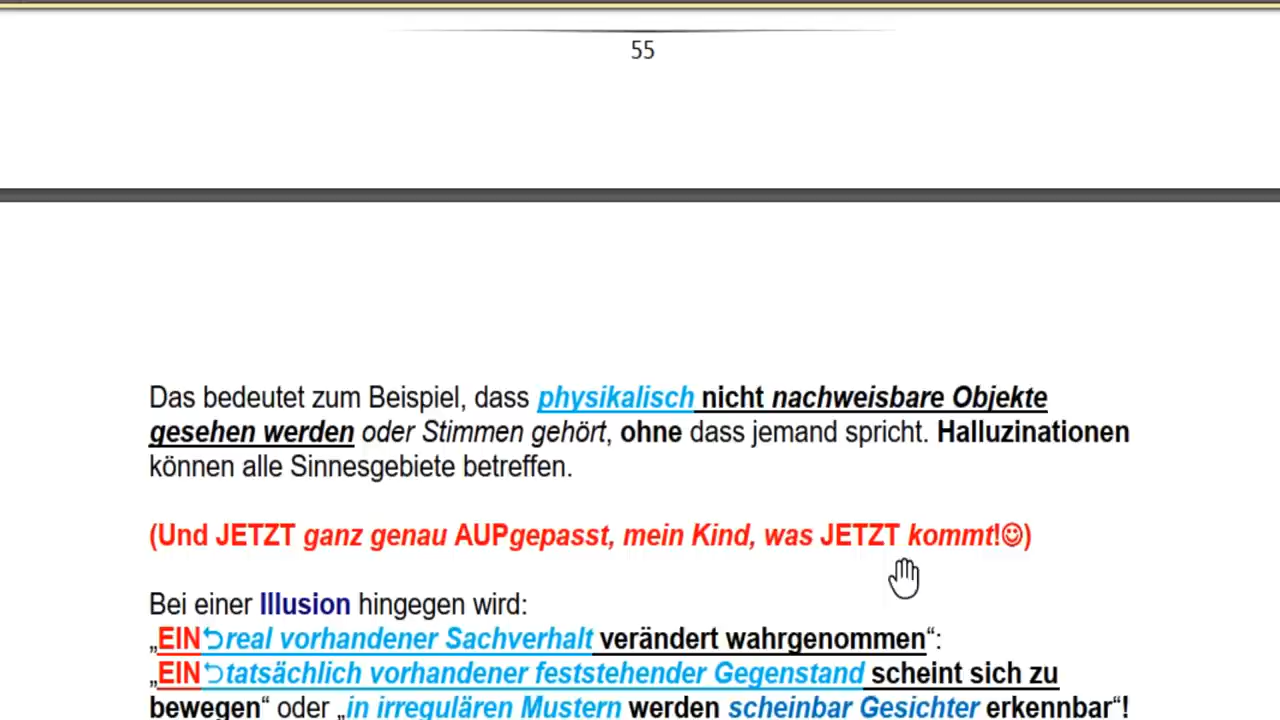 55
Das bedeutet zum Beispiel, dass physikalisch nicht nachweisbare Objekte
gesehen werden oder Stimmen gehört, ohne dass jemand spricht. Halluzinationen
können alle Sinnesgebiete betreffen.
(Und JETZT ganz genau AUPgepasst, mein Kind, was JETZT kommt!☺)
Bei einer Illusion hingegen wird:
„EIN⮌real vorhandener Sachverhalt verändert wahrgenommen“:
„EIN⮌tatsächlich vorhandener feststehender Gegenstand scheint sich zu
bewegen“ oder „in irregulären Mustern werden scheinbar Gesichter erkennbar“!